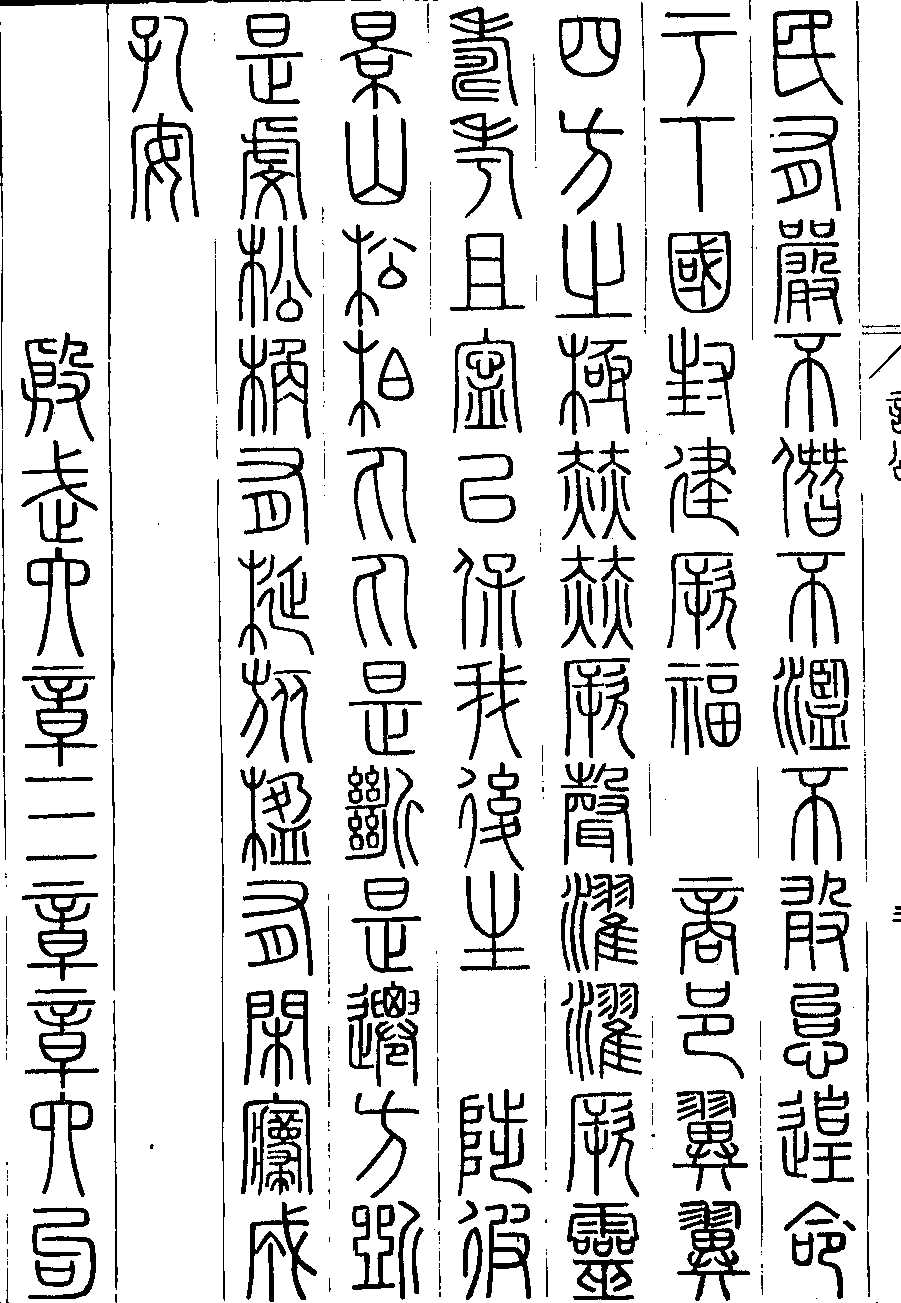 民有嚴不僭不濫不敢怠遑命
于下國封建厥福　商邑翼翼
四方之極赫赫厥聲濯濯厥靈
壽考且寧以保我後生　陟彼
景山松柏丸丸是斷是遷方斲
是虔松桷有梴旅楹有閑寢成
孔安
殷武六章三章章六句